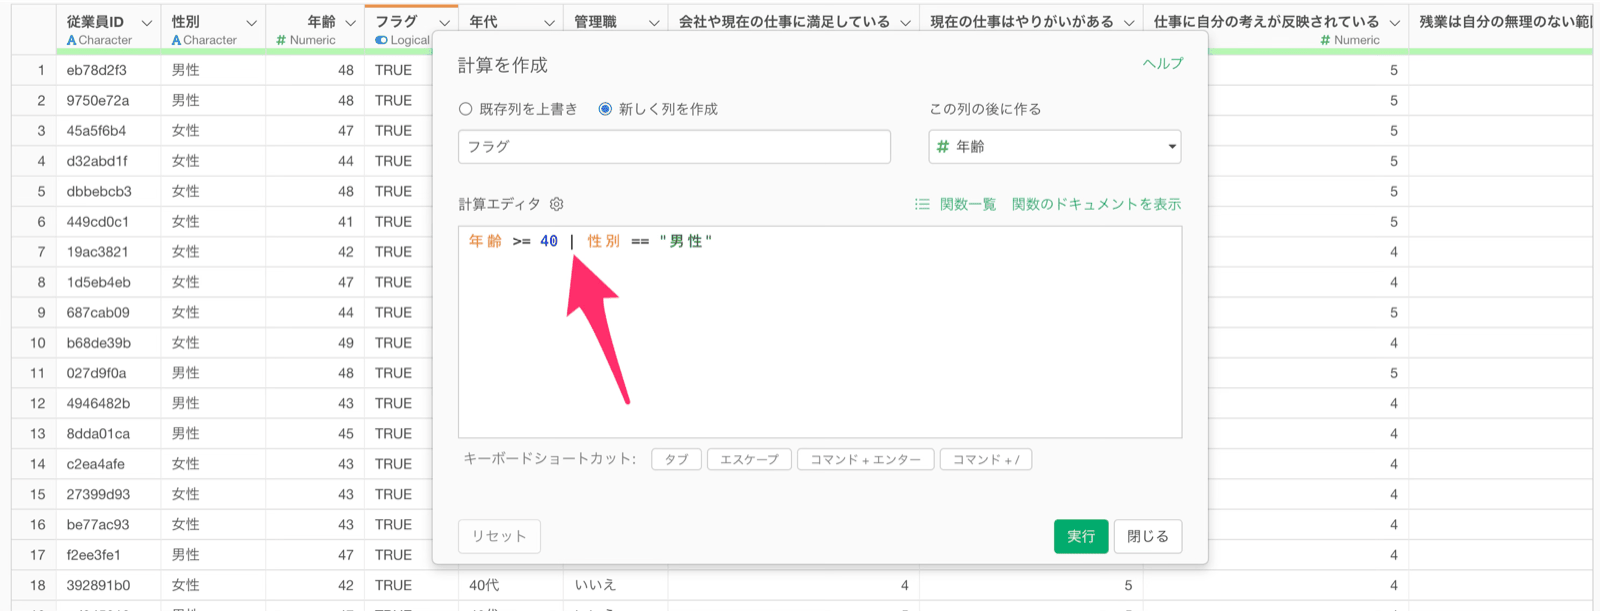 従業員ID 性別 年齢 フラグ 年代 管理職 会社や現在の仕事に満足している 現在の仕事はやりがいがある 仕事に自分の考えが反映されている 残業は自分の無理のない範
Character Character # Numeric Logical # Numeric
1 eb78d2f3 男性 48 TRUE 5
2 9750e72a 男性 48 TRUE 5
3 45a5f6b4 女性 47 TRUE 5
4 d32abd1f 女性 44 TRUE 5
5 dbbebcb3 女性 48 TRUE 5
6 449cd0c1 女性 41 TRUE 5
7 19ac3821 女性 42 TRUE 4
8 1d5eb4eb 女性 47 TRUE 4
9 687cab09 女性 44 TRUE 5
10 b68de39b 女性 49 TRUE 4
11 027d9f0a 男性 48 TRUE 5
12 4946482b 男性 43 TRUE 4
13 8dda01ca 男性 45 TRUE 4
14 c2ea4afe 女性 43 TRUE 4
15 27399d93 女性 43 TRUE 4
16 be77ac93 女性 43 TRUE 4
17 f2ee3fe1 男性 47 TRUE 4
18 392891b0 女性 42 TRUE 40代 いいえ 4 5 4
計算を作成
ヘルプ
既存列を上書き 新しく列を作成 この列の後に作る
フラグ # 年齢
計算エディタ 関数一覧 関数のドキュメントを表示
年齢 >= 40 | 性別 == "男性"
キーボードショートカット: タブ エスケープ コマンド + エンター コマンド + /
リセット 実行 閉じる